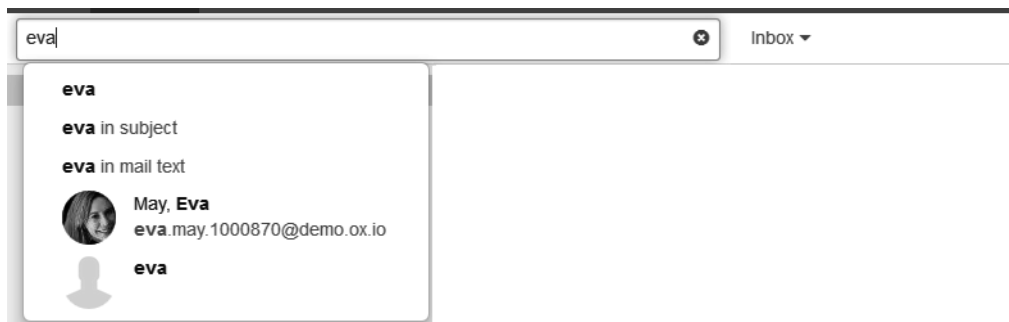 eva
Inbox
eva
eva in subject
eva in mail text
May, Eva
eva.may.1000870@demo.ox.io
eva